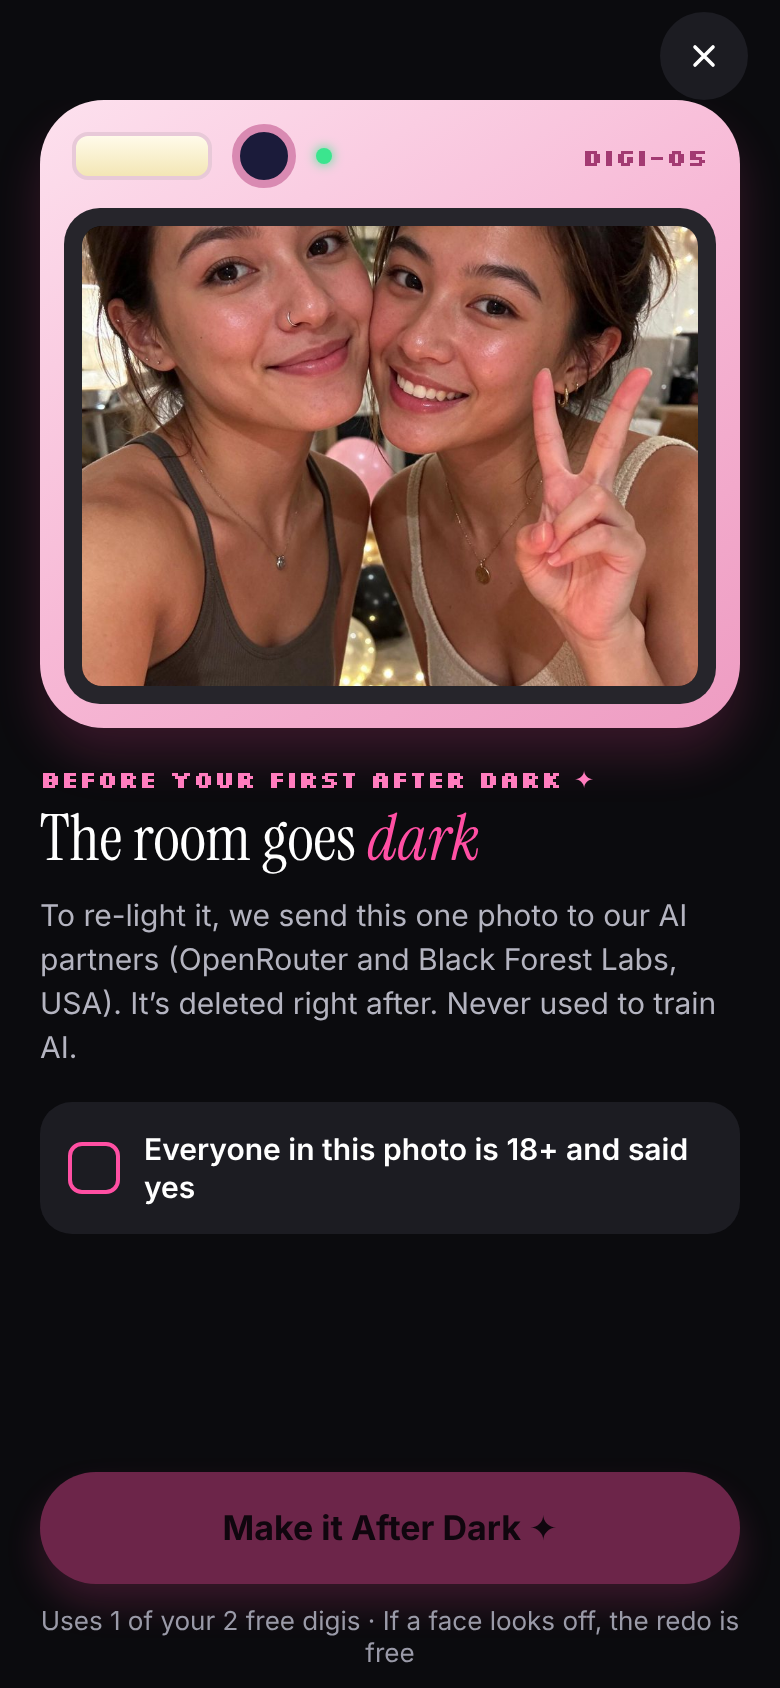 DIGI-05
BEFORE YOUR FIRST AFTER DARK ✦
The room goes dark
To re-light it, we send this one photo to our AI
partners (OpenRouter and Black Forest Labs,
USA). It’s deleted right after. Never used to train
AI.
Everyone in this photo is 18+ and said
yes
Make it After Dark ✦
Uses 1 of your 2 free digis · If a face looks off, the redo is
free